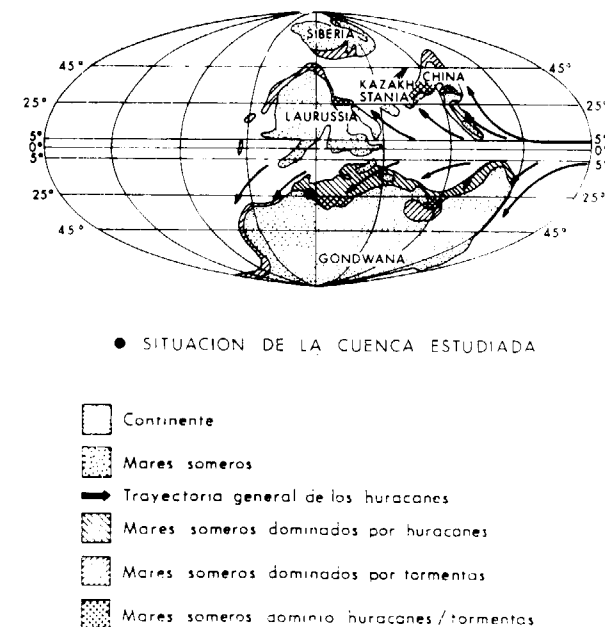 SIBERIA
45° 45°
KAZAKH CHINA
STANIA
25° 25°
LAURUSSIA
5° 5°
0° 0°
5° 5°
25° 25°
45° 45°
GONDWANA
● SITUACION DE LA CUENCA ESTUDIADA
Continente
Mares someros
Trayectoria general de los huracanes
Mares someros dominados por huracanes
Mares someros dominados por tormentas
Mares someros dominio huracanes / tormentas